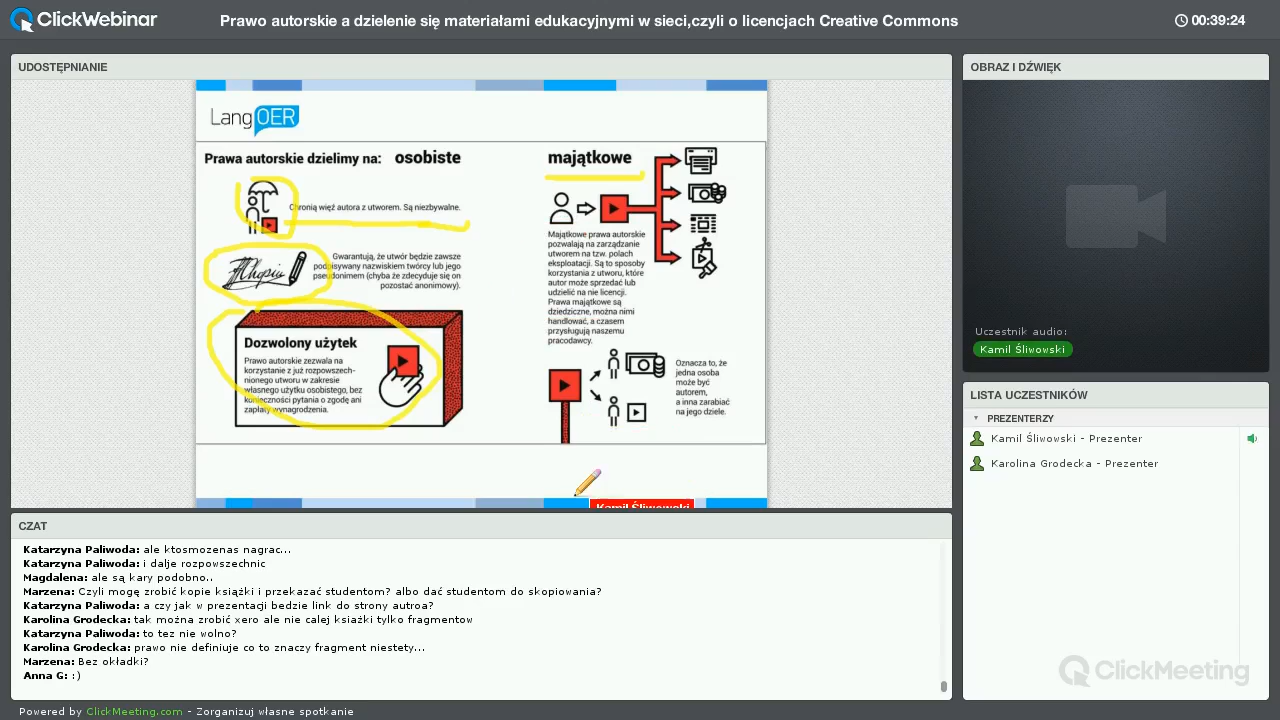 ClickWebinar
Prawo autorskie a dzielenie się materiałami edukacyjnymi w sieci,czyli o licencjach Creative Commons
00:39:24
UDOSTĘPNIANIE
LangOER
Prawa autorskie dzielimy na: osobiste
Chronią więź autora z utworem. Są niezbywalne.
Gwarantują, że utwór będzie zawsze
podpisywany nazwiskiem twórcy lub jego
pseudonimem (chyba że zdecyduje się on
pozostać anonimowy).
Dozwolony użytek
Prawo autorskie zezwala na
korzystanie z już rozpowszech-
nionego utworu w zakresie
własnego użytku osobistego, bez
konieczności pytania o zgodę ani
zapłaty wynagrodzenia.
majątkowe
Majątkowe prawa autorskie
pozwalają na zarządzanie
utworem na tzw. polach
eksploatacji. Są to sposoby
korzystania z utworu, które
autor może sprzedać lub
udzielić na nie licencji.
Prawa majątkowe są
dziedziczne, można nimi
handlować, a czasem
przysługują naszemu
pracodawcy.
Oznacza to, że
jedna osoba
może być
autorem,
a inna zarabiać
na jego dziele.
Kamil Śliwowski
OBRAZ I DŹWIĘK
Uczestnik audio:
Kamil Śliwowski
LISTA UCZESTNIKÓW
PREZENTERZY
Kamil Śliwowski - Prezenter
Karolina Grodecka - Prezenter
CZAT
Katarzyna Paliwoda: ale ktosmozenas nagrac...
Katarzyna Paliwoda: i dalje rozpowszechnic
Magdalena: ale są kary podobno..
Marzena: Czyli mogę zrobić kopie książki i przekazać studentom? albo dać studentom do skopiowania?
Katarzyna Paliwoda: a czy jak w prezentacji bedzie link do strony autroa?
Karolina Grodecka: tak można zrobić xero ale nie calej ksiażki tylko fragmentow
Katarzyna Paliwoda: to tez nie wolno?
Karolina Grodecka: prawo nie definiuje co to znaczy fragment niestety...
Marzena: Bez okładki?
Anna G: :)
ClickMeeting
Powered by ClickMeeting.com - Zorganizuj własne spotkanie